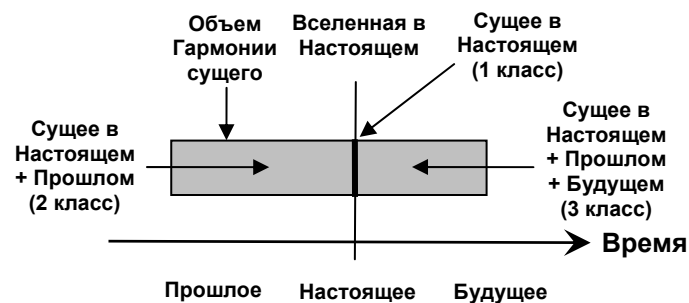 Объем
Гармонии
сущего
Вселенная в
Настоящем
Сущее в
Настоящем
(1 класс)
Сущее в
Настоящем
+ Прошлом
(2 класс)
Сущее в
Настоящем
+ Прошлом
+ Будущем
(3 класс)
Время
Прошлое
Настоящее
Будущее